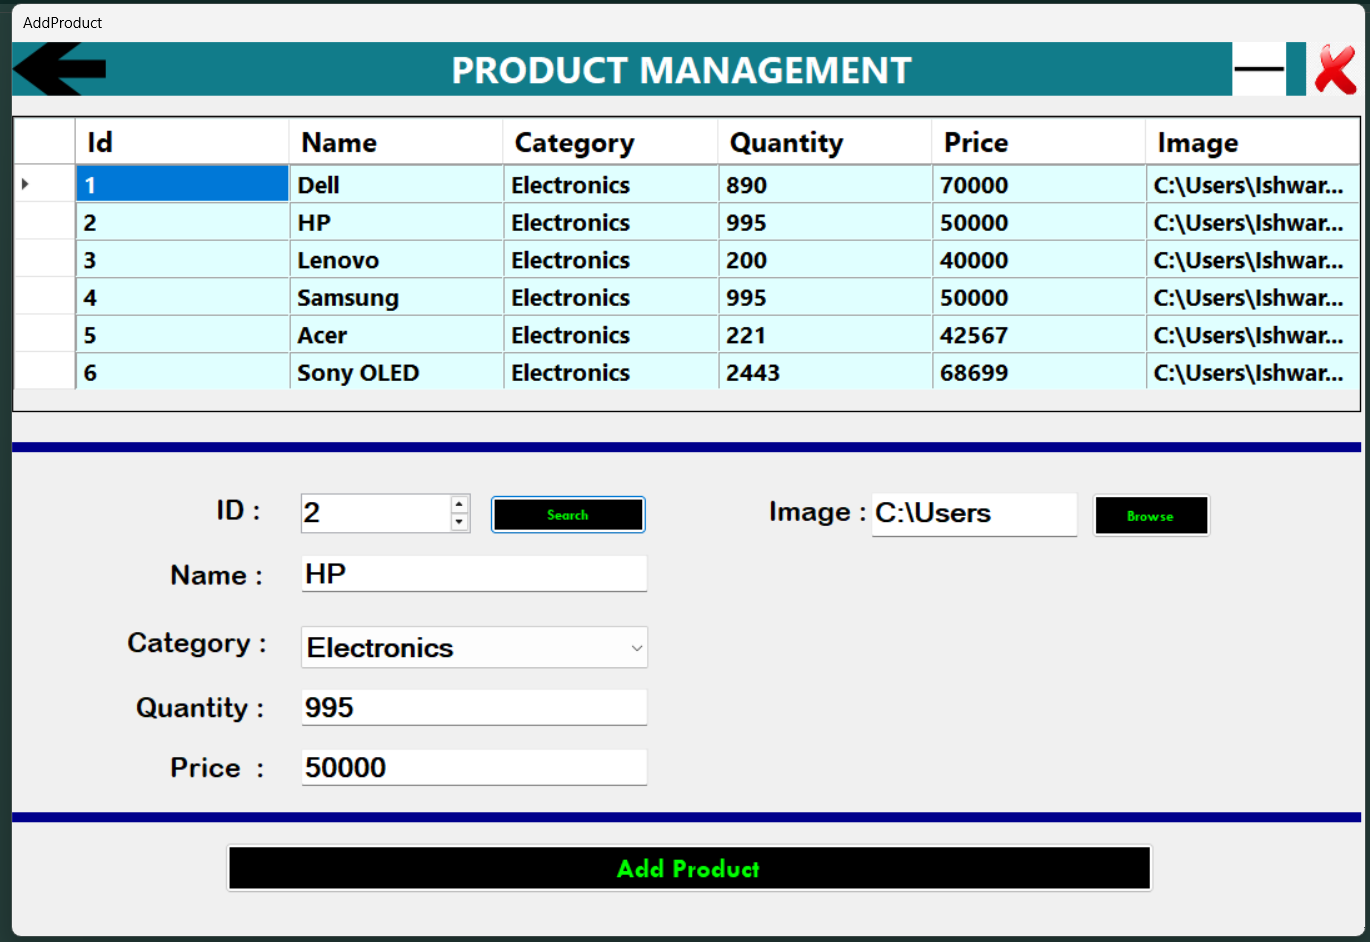 AddProduct
PRODUCT MANAGEMENT
Id Name Category Quantity Price Image
1 Dell Electronics 890 70000 C:\Users\Ishwar...
2 HP Electronics 995 50000 C:\Users\Ishwar...
3 Lenovo Electronics 200 40000 C:\Users\Ishwar...
4 Samsung Electronics 995 50000 C:\Users\Ishwar...
5 Acer Electronics 221 42567 C:\Users\Ishwar...
6 Sony OLED Electronics 2443 68699 C:\Users\Ishwar...
ID : 2 Search Image : C:\Users Browse
Name : HP
Category : Electronics
Quantity : 995
Price : 50000
Add Product